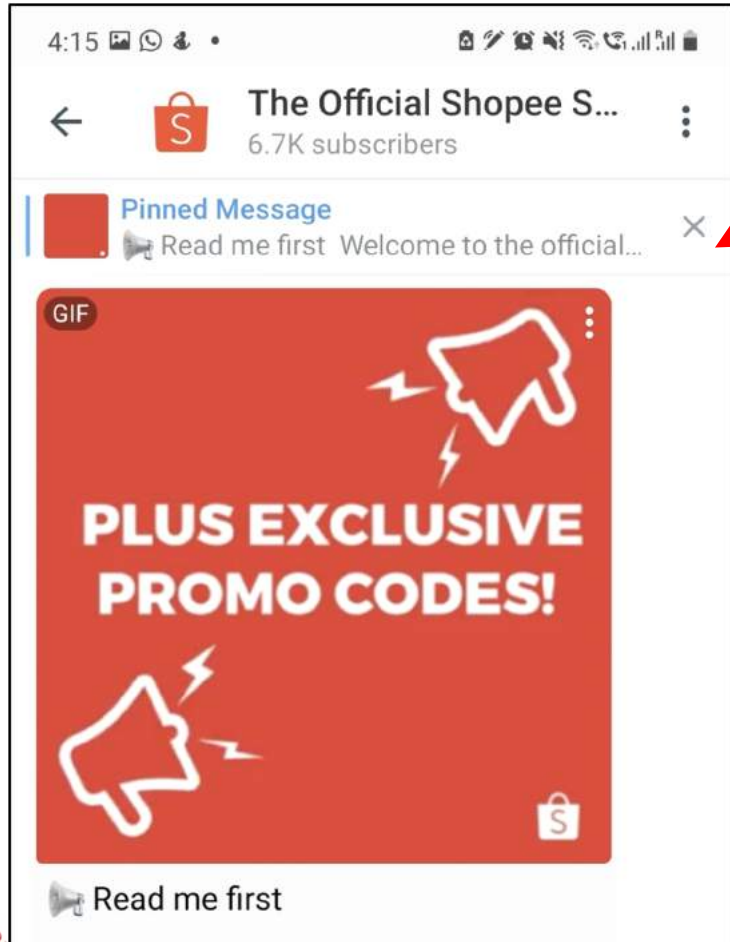 4:15
The Official Shopee S...
6.7K subscribers
Pinned Message
Read me first Welcome to the official...
GIF
PLUS EXCLUSIVE
PROMO CODES!
S
Read me first